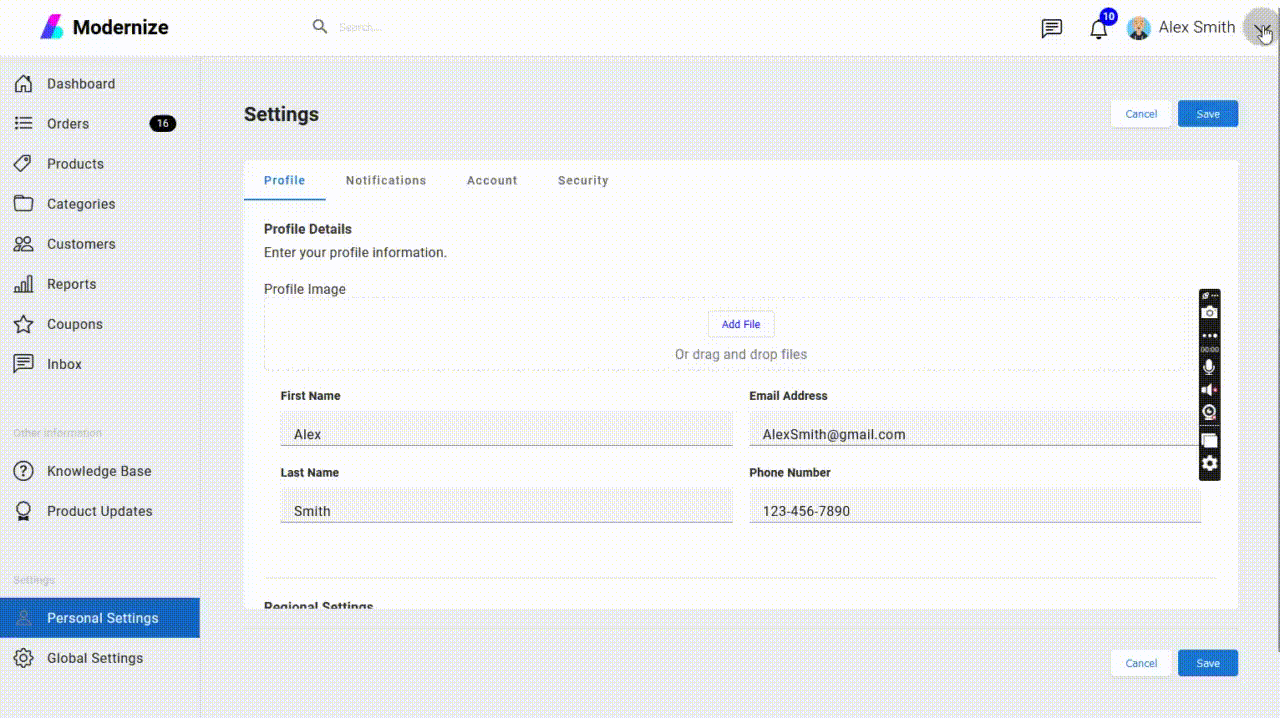 Modernize
Search...
10
Alex Smith
Dashboard
Orders 16
Products
Categories
Customers
Reports
Coupons
Inbox
Other information
Knowledge Base
Product Updates
Settings
Personal Settings
Global Settings
Settings
Cancel Save
Profile Notifications Account Security
Profile Details
Enter your profile information.
Profile Image
Add File
Or drag and drop files
First Name Email Address
Alex AlexSmith@gmail.com
Last Name Phone Number
Smith 123-456-7890
Regional Settings
Cancel Save
00:00